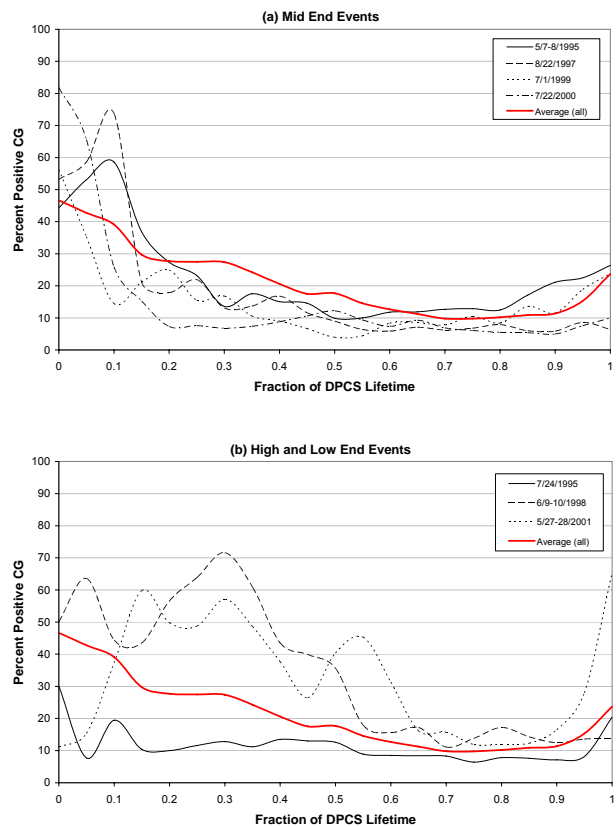 (a) Mid End Events
100
90
80
70
60
50
40
30
20
10
0
Percent Positive CG
5/7-8/1995
8/22/1997
7/1/1999
7/22/2000
Average (all)
0 0.1 0.2 0.3 0.4 0.5 0.6 0.7 0.8 0.9 1
Fraction of DPCS Lifetime
(b) High and Low End Events
100
90
80
70
60
50
40
30
20
10
0
Percent Positive CG
7/24/1995
6/9-10/1998
5/27-28/2001
Average (all)
0 0.1 0.2 0.3 0.4 0.5 0.6 0.7 0.8 0.9 1
Fraction of DPCS Lifetime